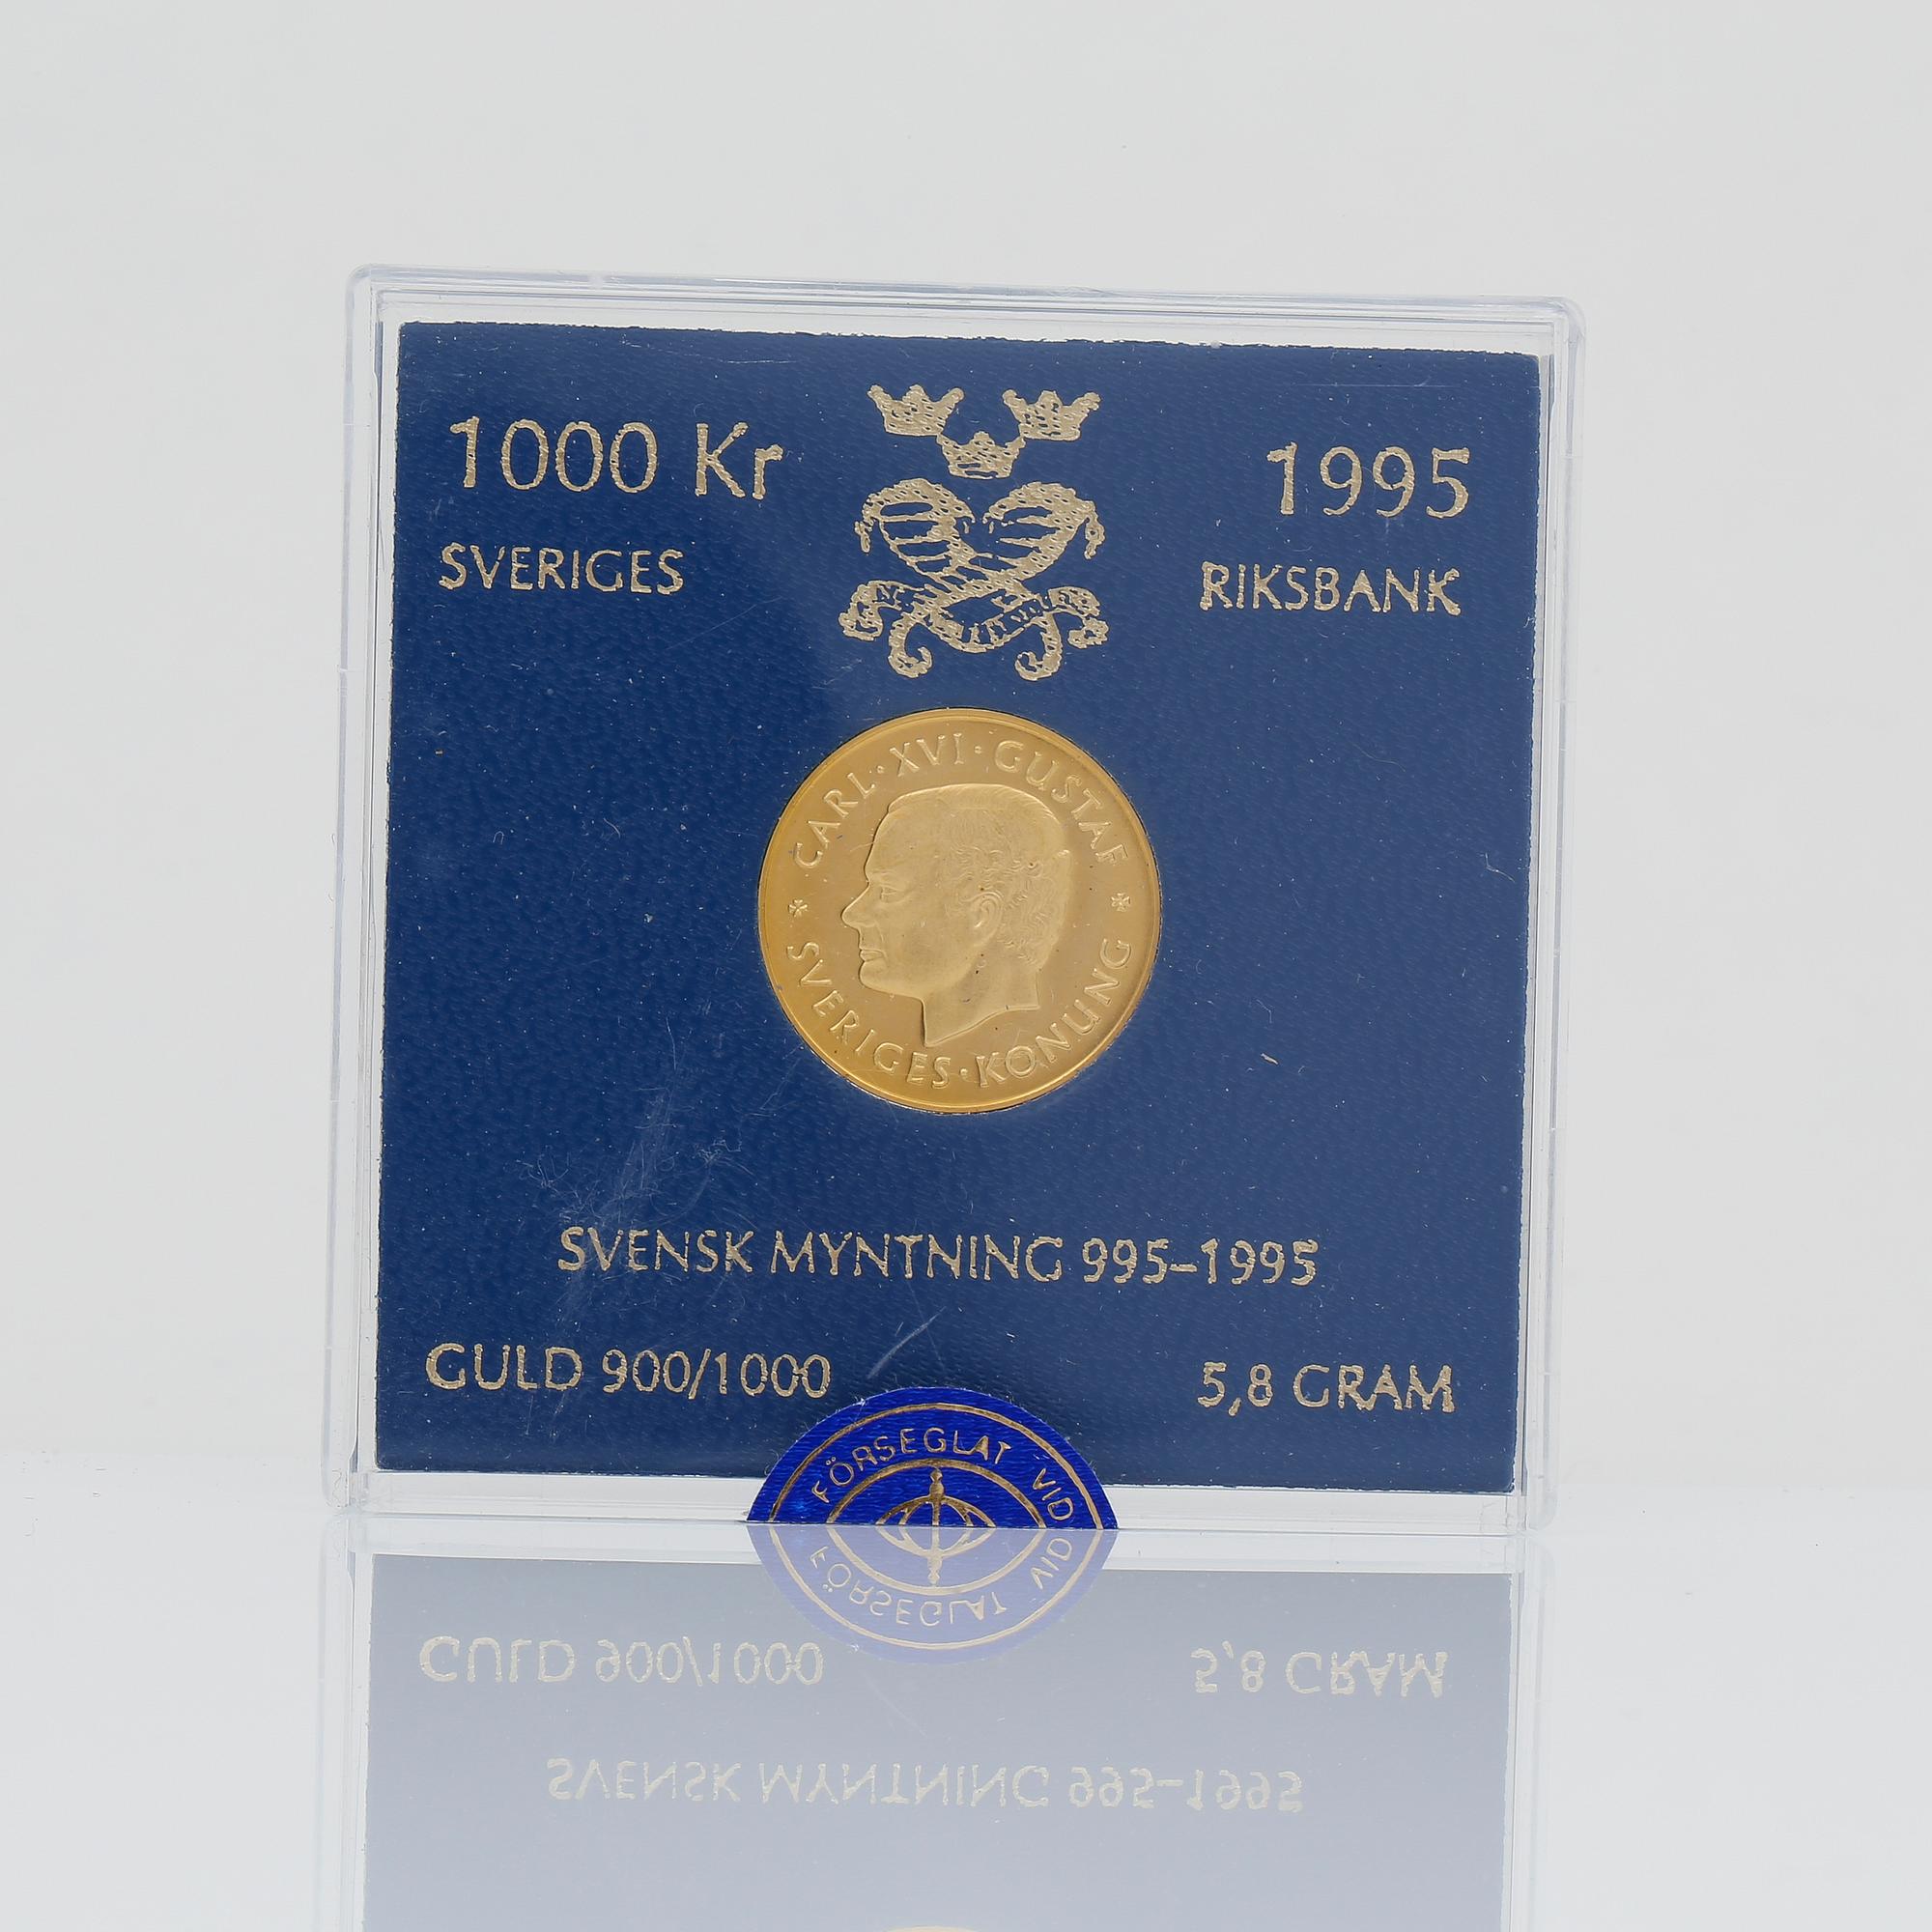 1000 Kr
1995
SVERIGES
RIKSBANK
CARL · XVI · GUSTAF
SVERIGES · KONUNG
SVENSK MYNTNING 995–1995
GULD 900/1000
5,8 GRAM
FÖRSEGLAT VID